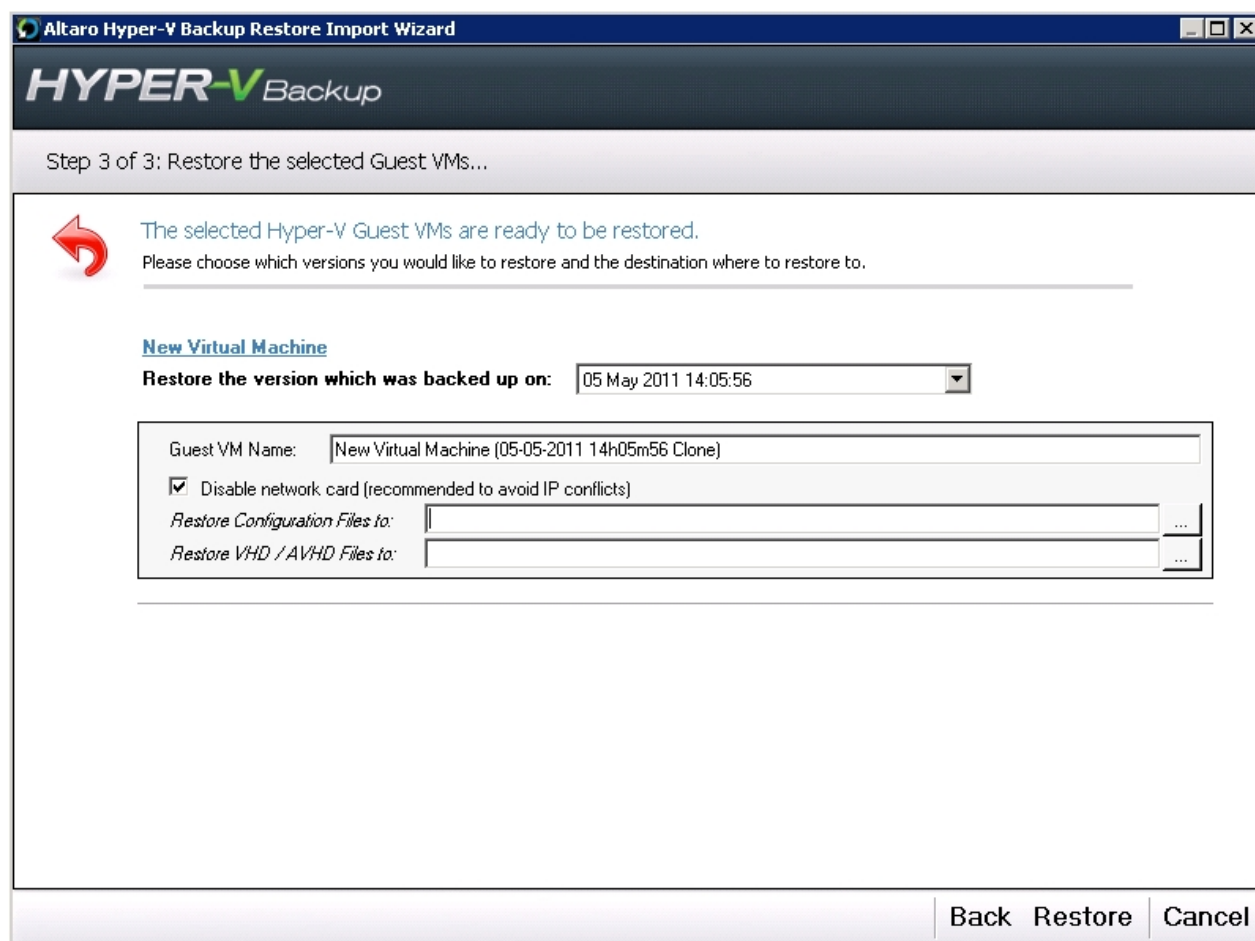 Altaro Hyper-V Backup Restore Import Wizard
HYPER-V Backup
Step 3 of 3: Restore the selected Guest VMs...
The selected Hyper-V Guest VMs are ready to be restored.
Please choose which versions you would like to restore and the destination where to restore to.
New Virtual Machine
Restore the version which was backed up on: 05 May 2011 14:05:56
Guest VM Name: New Virtual Machine (05-05-2011 14h05m56 Clone)
Disable network card (recommended to avoid IP conflicts)
Restore Configuration Files to: ...
Restore VHD / AVHD Files to: ...
Back Restore Cancel